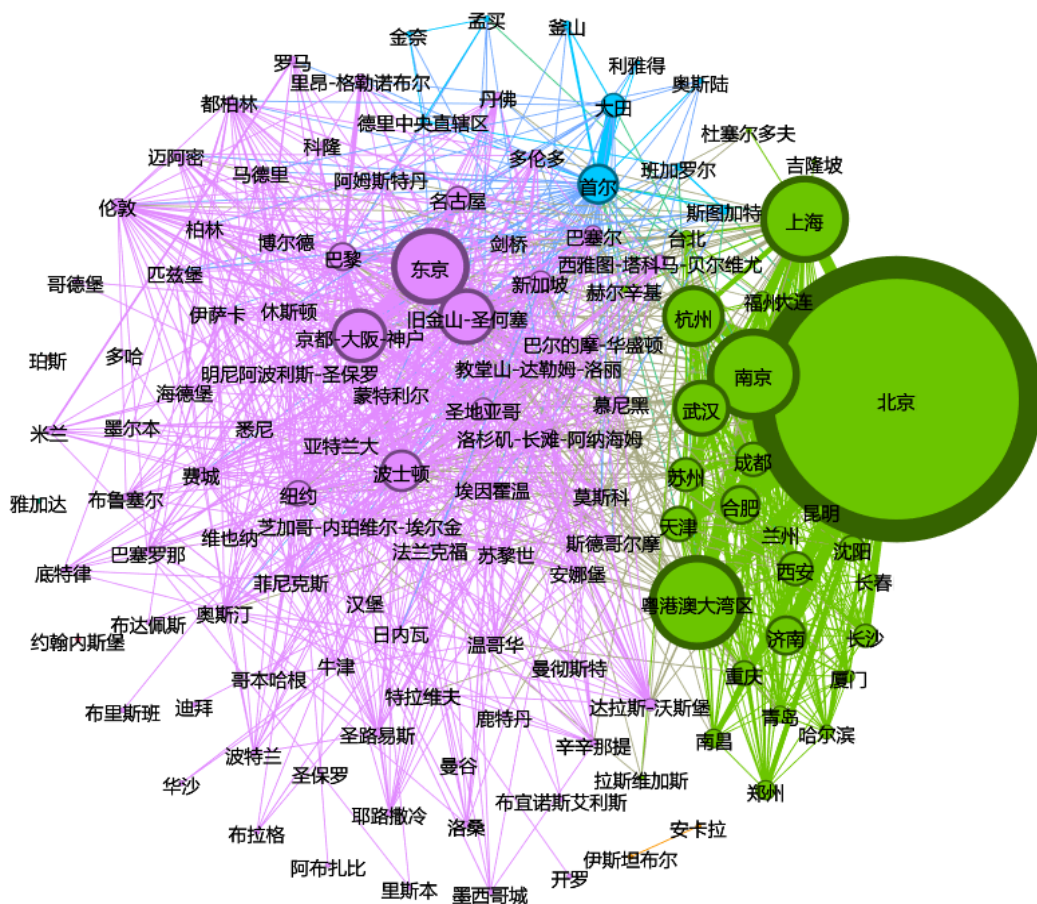 孟买
釜山
金奈
罗马
利雅得
里昂-格勒诺布尔
奥斯陆
都柏林
丹佛
大田
德里中央直辖区
杜塞尔多夫
科隆
迈阿密
多伦多
吉隆坡
马德里
阿姆斯特丹
首尔
班加罗尔
伦敦
名古屋
斯图加特
上海
柏林
博尔德
剑桥
巴塞尔
台北
巴黎
东京
西雅图-塔科马-贝尔维尤
匹兹堡
哥德堡
新加坡
赫尔辛基
伊萨卡
休斯顿
旧金山-圣何塞
福州
大连
杭州
京都-大阪-神户
巴尔的摩-华盛顿
珀斯
多哈
明尼阿波利斯-圣保罗
教堂山-达勒姆-洛丽
南京
海德堡
蒙特利尔
北京
圣地亚哥
慕尼黑
武汉
米兰
墨尔本
悉尼
亚特兰大
洛杉矶-长滩-阿纳海姆
费城
波士顿
苏州
成都
雅加达
布鲁塞尔
纽约
埃因霍温
莫斯科
合肥
昆明
维也纳
芝加哥-内珀维尔-埃尔金
天津
兰州
巴塞罗那
法兰克福
苏黎世
斯德哥尔摩
沈阳
底特律
菲尼克斯
安娜堡
西安
长春
奥斯汀
汉堡
粤港澳大湾区
布达佩斯
约翰内斯堡
日内瓦
温哥华
济南
长沙
牛津
曼彻斯特
重庆
厦门
哥本哈根
特拉维夫
布里斯班
迪拜
鹿特丹
达拉斯-沃斯堡
青岛
圣路易斯
南昌
哈尔滨
波特兰
辛辛那提
华沙
圣保罗
曼谷
拉斯维加斯
郑州
布宜诺斯艾利斯
耶路撒冷
布拉格
洛桑
安卡拉
阿布扎比
伊斯坦布尔
里斯本
墨西哥城
开罗